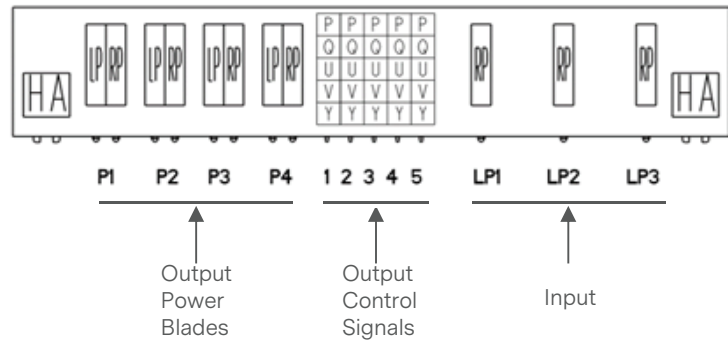 P P P P P
LP RP LP RP LP RP LP RP Q Q Q Q Q RP RP RP
HA U U U U U HA
V V V V V
Y Y Y Y Y
P1 P2 P3 P4 1 2 3 4 5 LP1 LP2 LP3
Output
Power
Blades
Output
Control
Signals
Input